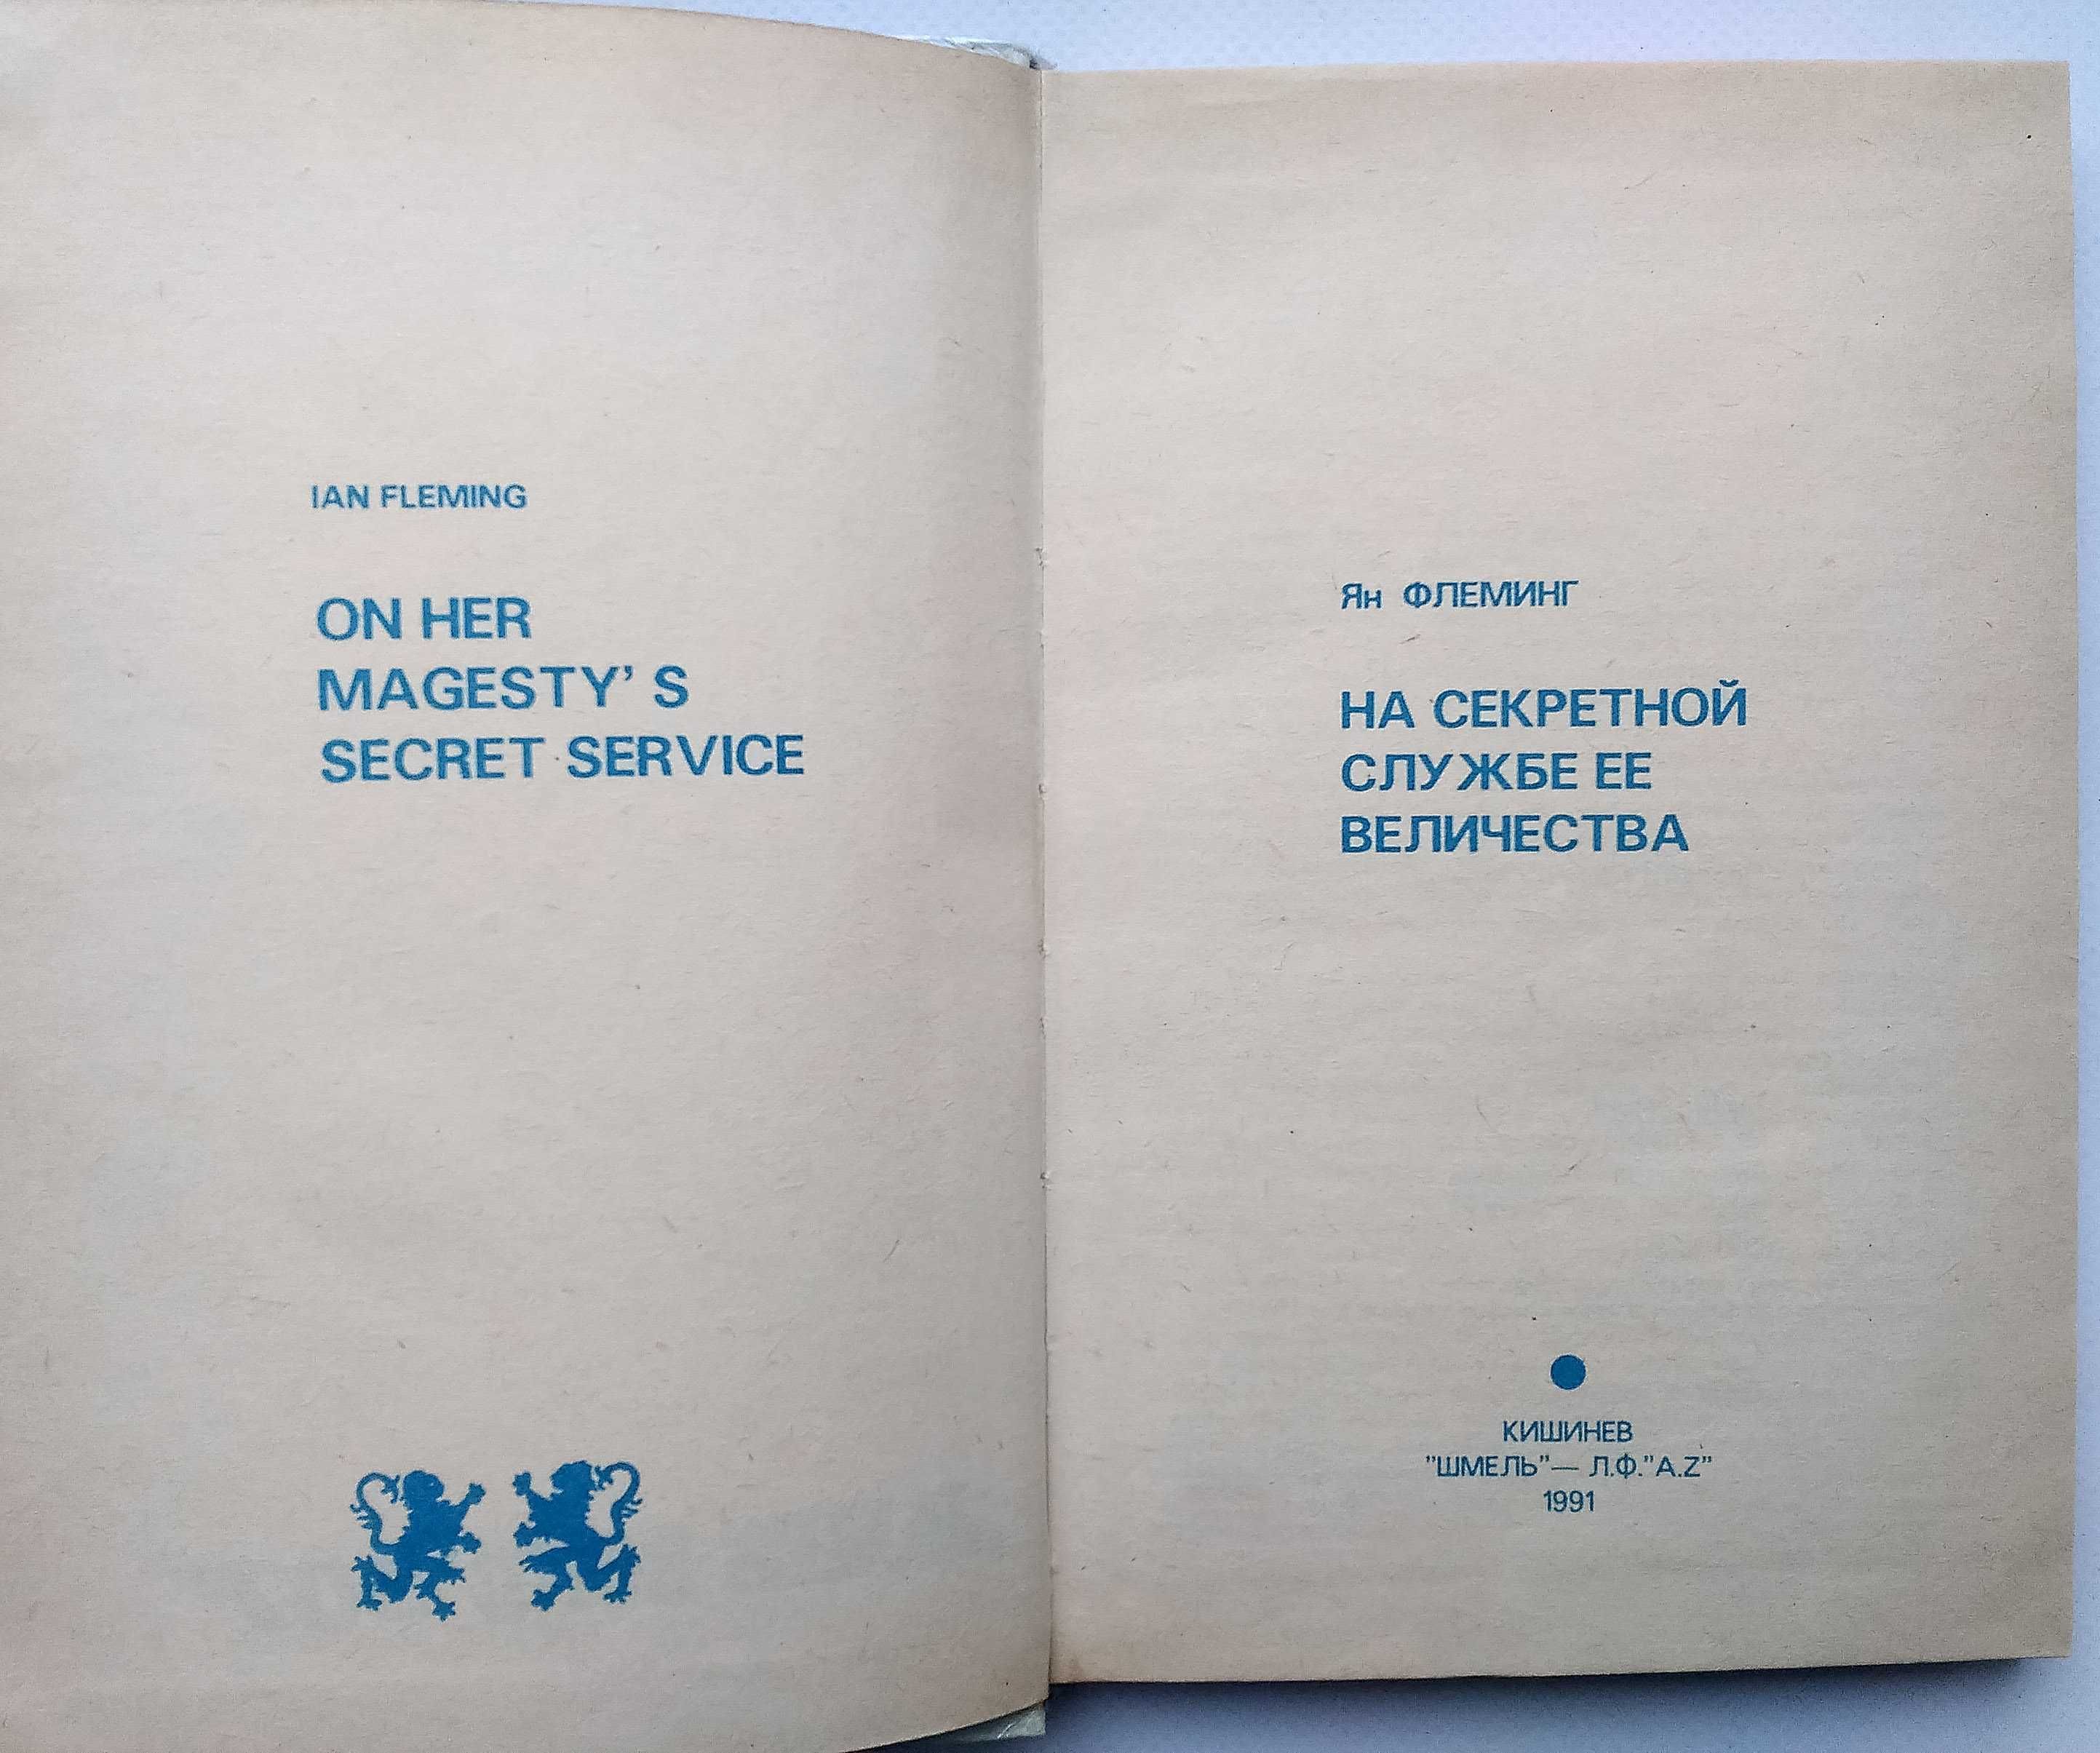 IAN FLEMING
ON HER
MAGESTY' S
SECRET SERVICE
Ян ФЛЕМИНГ
НА СЕКРЕТНОЙ
СЛУЖБЕ ЕЕ
ВЕЛИЧЕСТВА
КИШИНЕВ
"ШМЕЛЬ"— Л.Ф."A.Z"
1991